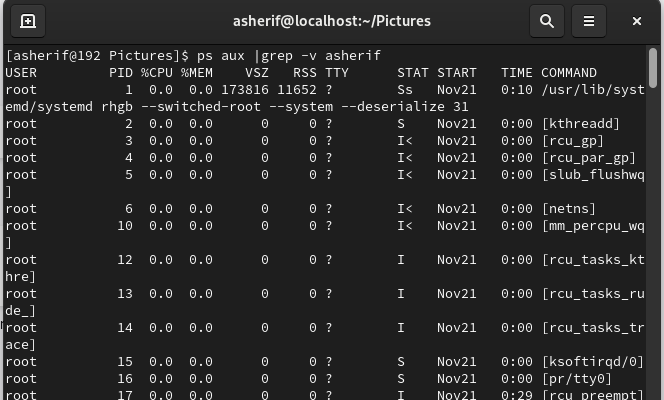 asherif@localhost:~/Pictures
[asherif@192 Pictures]$ ps aux |grep -v asherif
USER         PID %CPU %MEM    VSZ   RSS TTY      STAT START   TIME COMMAND
root           1  0.0  0.0 173816 11652 ?        Ss   Nov21   0:10 /usr/lib/syst
emd/systemd rhgb --switched-root --system --deserialize 31
root           2  0.0  0.0      0     0 ?        S    Nov21   0:00 [kthreadd]
root           3  0.0  0.0      0     0 ?        I<   Nov21   0:00 [rcu_gp]
root           4  0.0  0.0      0     0 ?        I<   Nov21   0:00 [rcu_par_gp]
root           5  0.0  0.0      0     0 ?        I<   Nov21   0:00 [slub_flushwq
]
root           6  0.0  0.0      0     0 ?        I<   Nov21   0:00 [netns]
root          10  0.0  0.0      0     0 ?        I<   Nov21   0:00 [mm_percpu_wq
]
root          12  0.0  0.0      0     0 ?        I    Nov21   0:00 [rcu_tasks_kt
hre]
root          13  0.0  0.0      0     0 ?        I    Nov21   0:00 [rcu_tasks_ru
de_]
root          14  0.0  0.0      0     0 ?        I    Nov21   0:00 [rcu_tasks_tr
ace]
root          15  0.0  0.0      0     0 ?        S    Nov21   0:00 [ksoftirqd/0]
root          16  0.0  0.0      0     0 ?        S    Nov21   0:00 [pr/tty0]
root          17  0.0  0.0      0     0 ?        I    Nov21   0:29 [rcu_preempt]